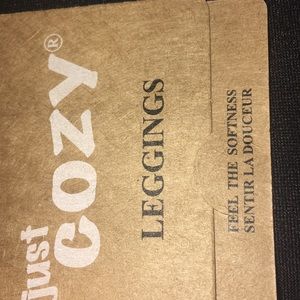 just
cozy®
LEGGINGS
FEEL THE SOFTNESS
SENTIR LA DOUCEUR